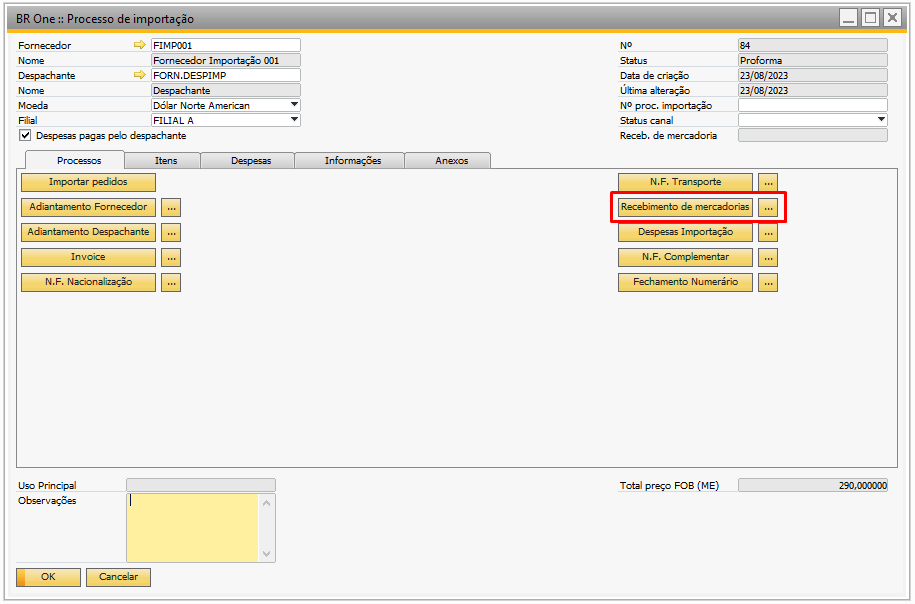 BR One :: Processo de importação
Fornecedor FIMP001 Nº 84
Nome Fornecedor Importação 001 Status Proforma
Despachante FORN.DESPIMP Data de criação 23/08/2023
Nome Despachante Última alteração 23/08/2023
Moeda Dólar Norte American Nº proc. importação
Filial FILIAL A Status canal
Despesas pagas pelo despachante Receb. de mercadoria
Processos Itens Despesas Informações Anexos
Importar pedidos N.F. Transporte ...
Adiantamento Fornecedor ... Recebimento de mercadorias ...
Adiantamento Despachante ... Despesas Importação ...
Invoice ... N.F. Complementar ...
N.F. Nacionalização ... Fechamento Numerário ...
Uso Principal Total preço FOB (ME) 290,000000
Observações
OK Cancelar